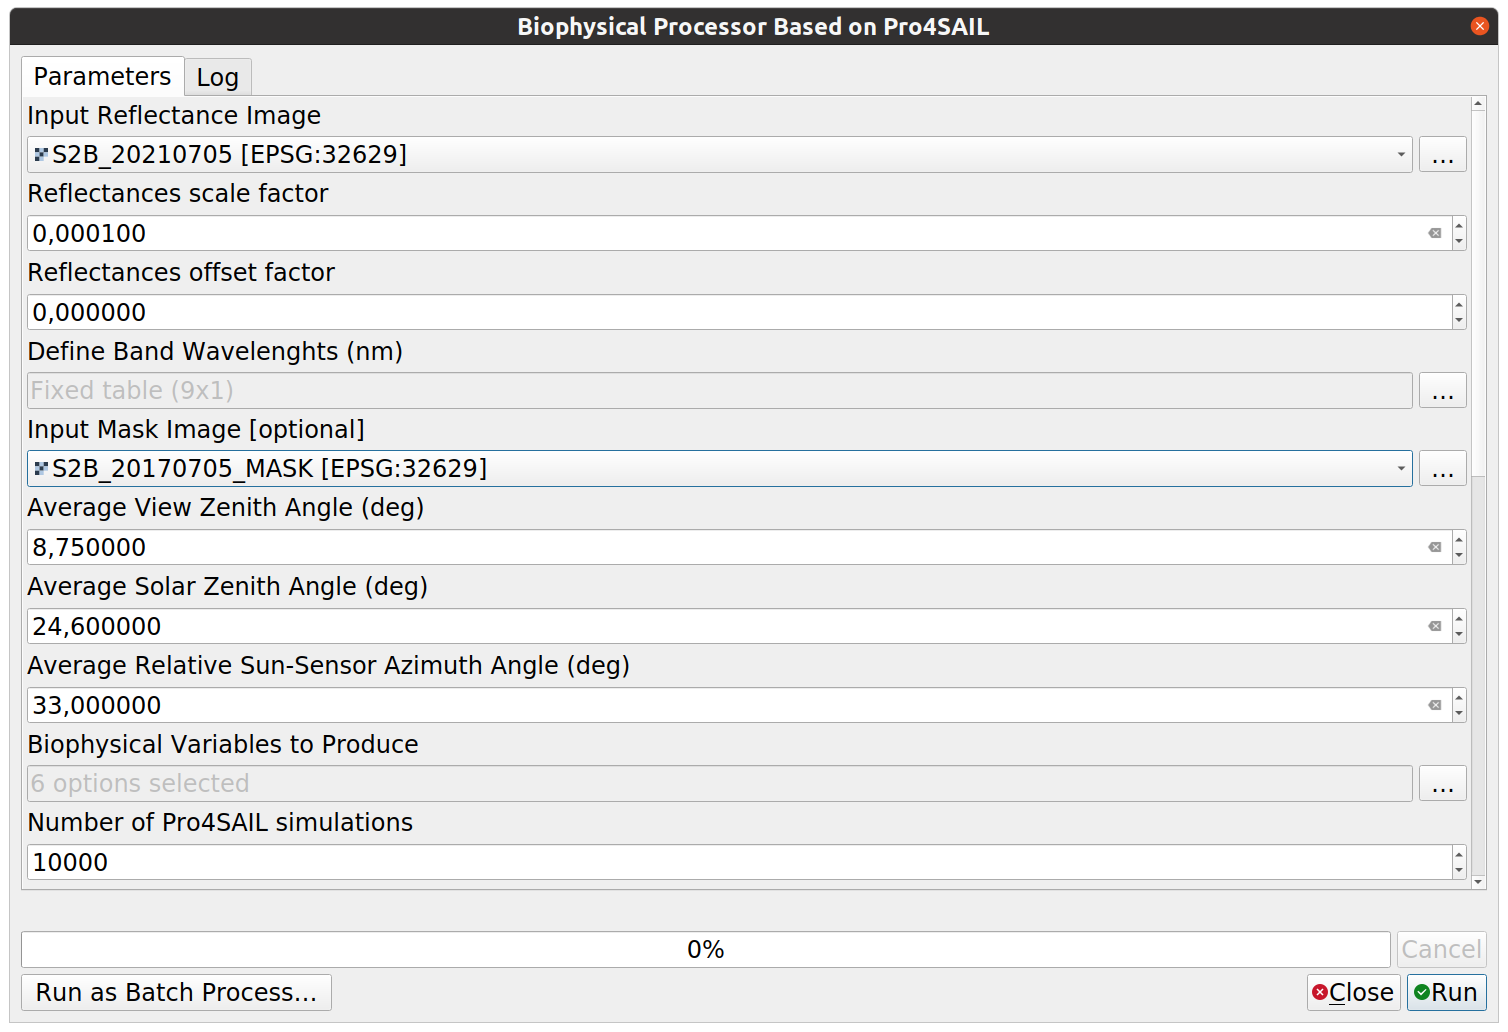 Biophysical Processor Based on Pro4SAIL
Parameters Log
Input Reflectance Image
S2B_20210705 [EPSG:32629] ...
Reflectances scale factor
0,000100
Reflectances offset factor
0,000000
Define Band Wavelenghts (nm)
Fixed table (9x1) ...
Input Mask Image [optional]
S2B_20170705_MASK [EPSG:32629] ...
Average View Zenith Angle (deg)
8,750000
Average Solar Zenith Angle (deg)
24,600000
Average Relative Sun-Sensor Azimuth Angle (deg)
33,000000
Biophysical Variables to Produce
6 options selected ...
Number of Pro4SAIL simulations
10000
0% Cancel
Run as Batch Process... Close Run